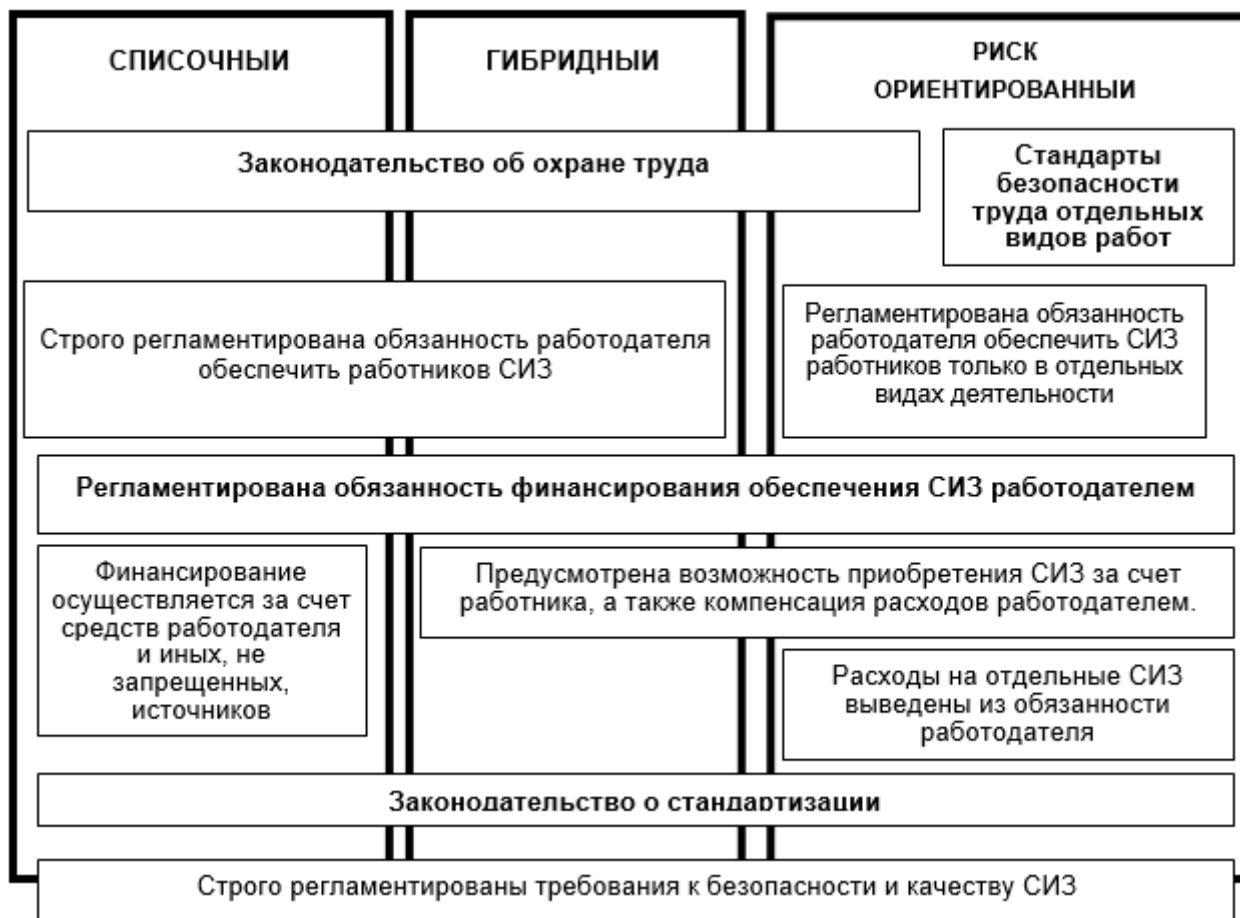 СПИСОЧНЫЙ
ГИБРИДНЫЙ
РИСК
ОРИЕНТИРОВАННЫЙ
Законодательство об охране труда
Стандарты
безопасности
труда отдельных
видов работ
Строго регламентирована обязанность работодателя
обеспечить работников СИЗ
Регламентирована обязанность
работодателя обеспечить СИЗ
работников только в отдельных
видах деятельности
Регламентирована обязанность финансирования обеспечения СИЗ работодателем
Финансирование
осуществляется за счет
средств работодателя
и иных, не
запрещенных,
источников
Предусмотрена возможность приобретения СИЗ за счет
работника, а также компенсация расходов работодателем.
Расходы на отдельные СИЗ
выведены из обязанности
работодателя
Законодательство о стандартизации
Строго регламентированы требования к безопасности и качеству СИЗ